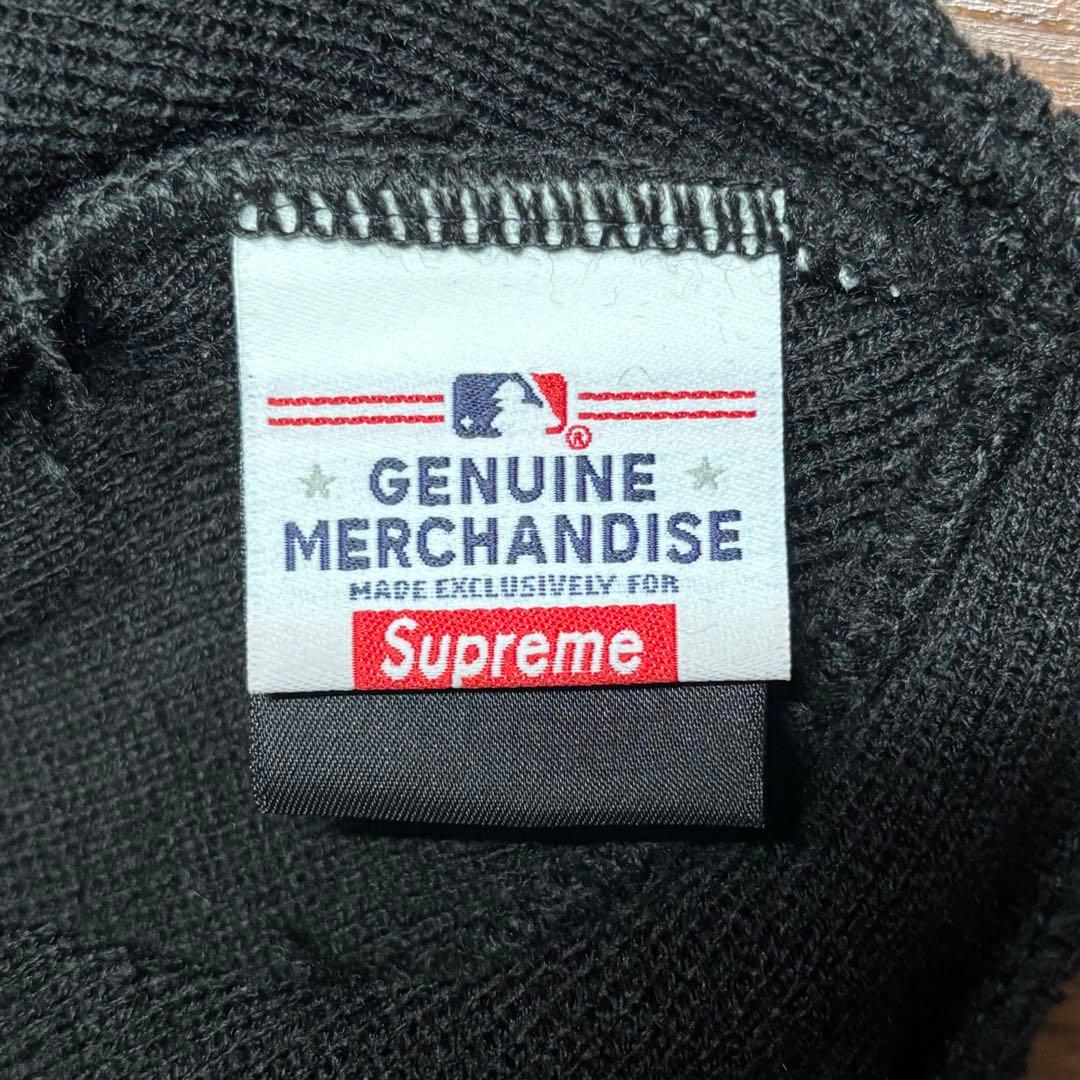 ®
GENUINE
MERCHANDISE
MADE EXCLUSIVELY FOR
Supreme